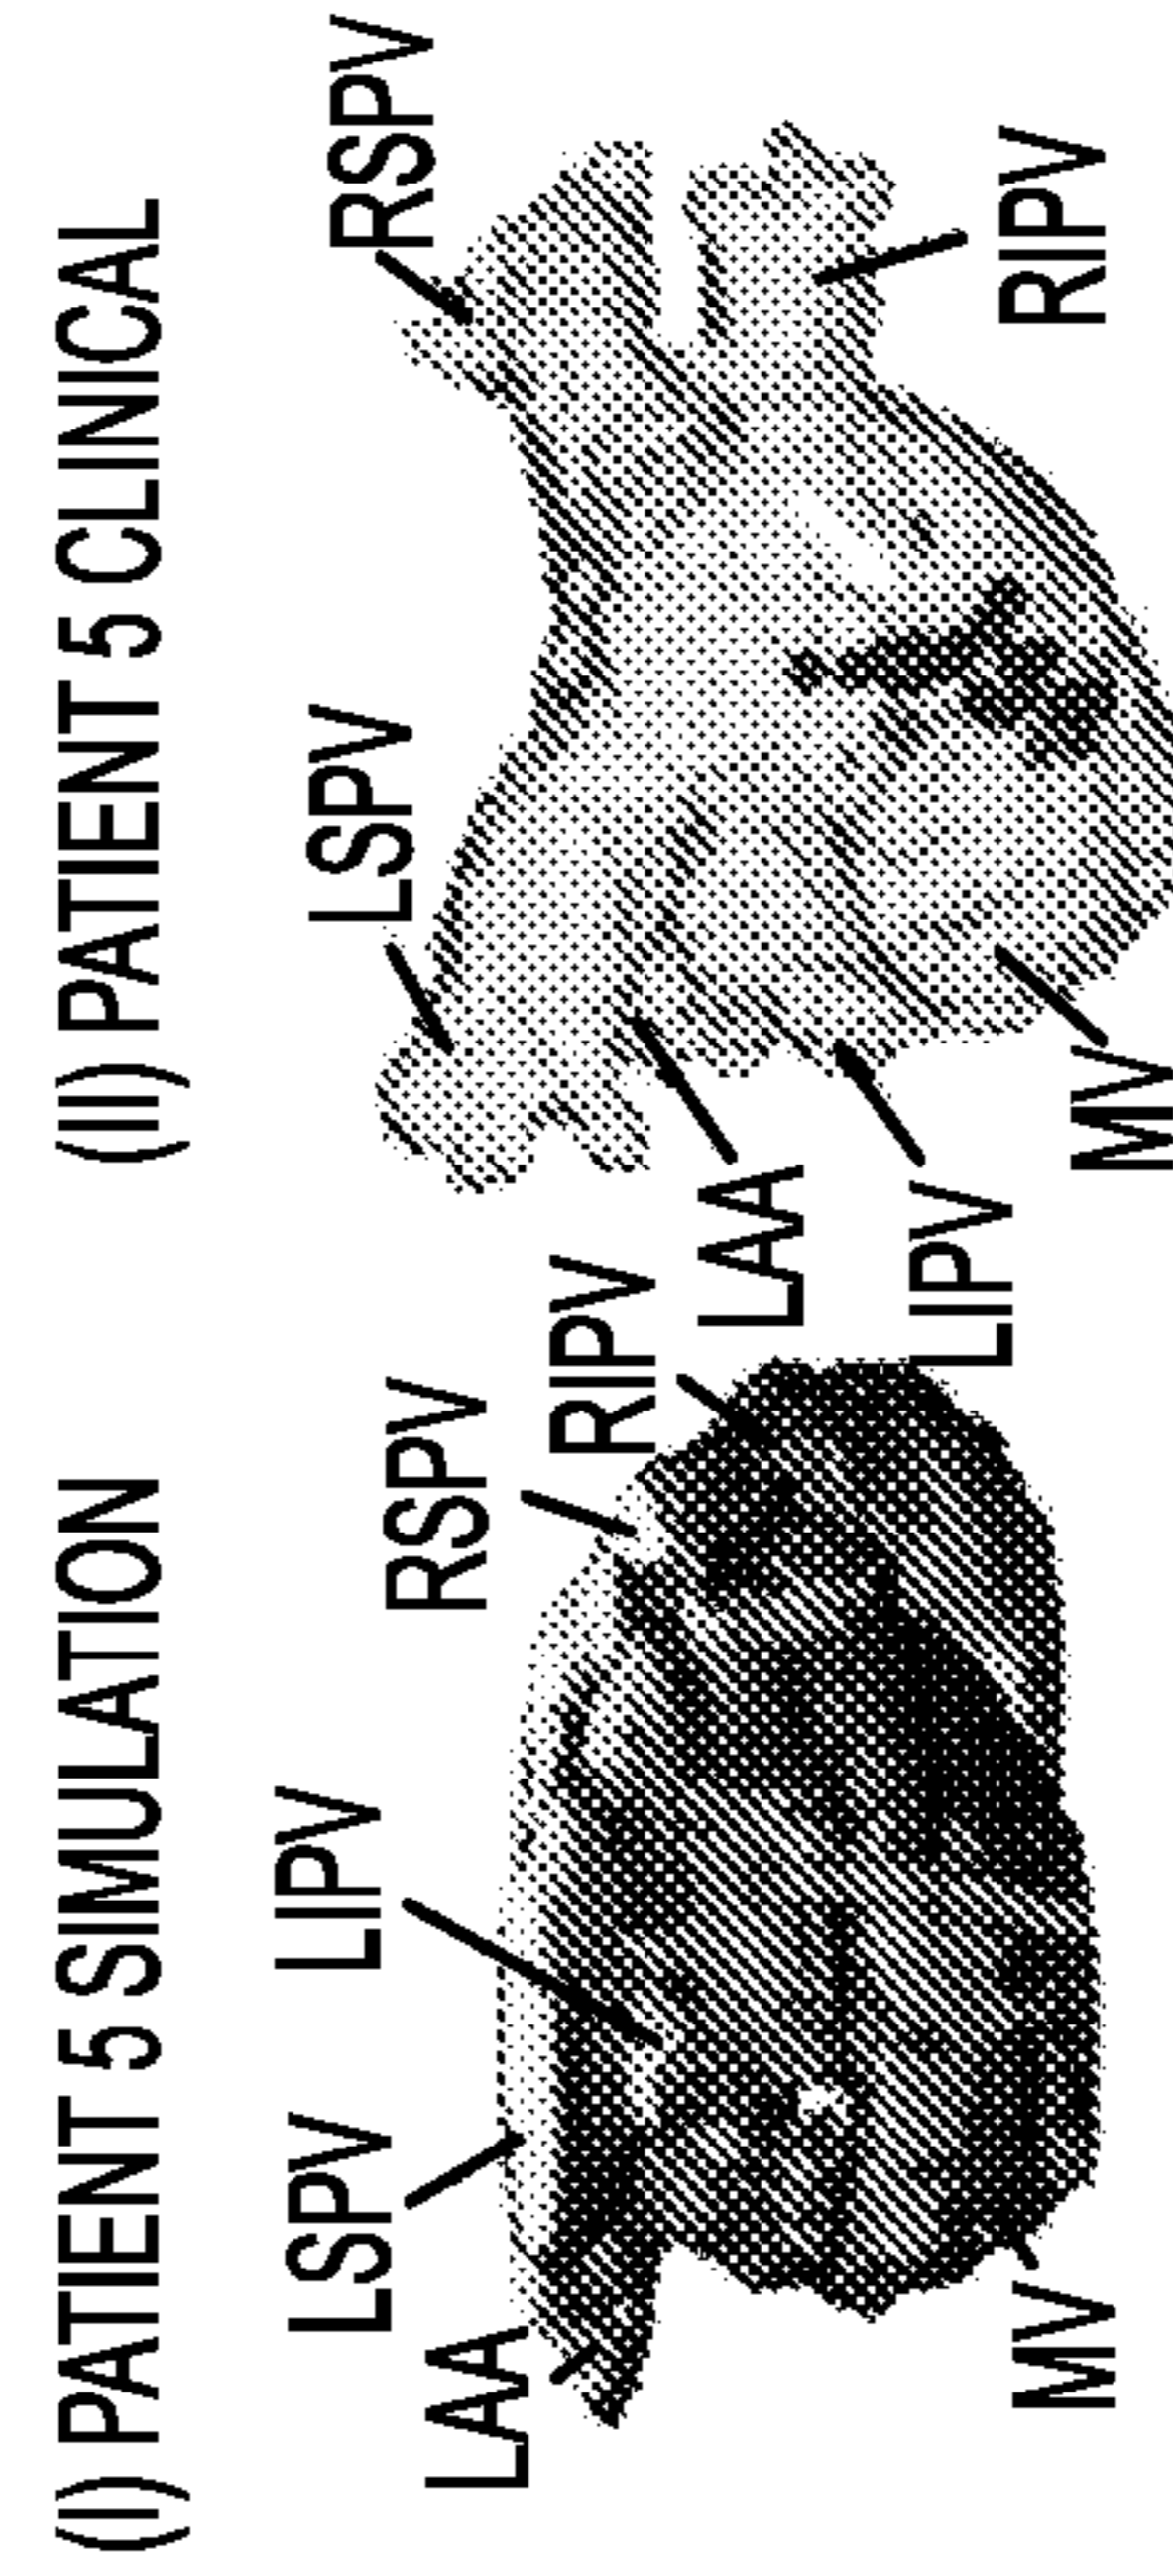 (I) PATIENT 5 SIMULATION
LSPV
LIPV
RSPV
RIPV
LAA
MV
(II) PATIENT 5 CLINICAL
LSPV
RSPV
LAA
LIPV
MV
RIPV